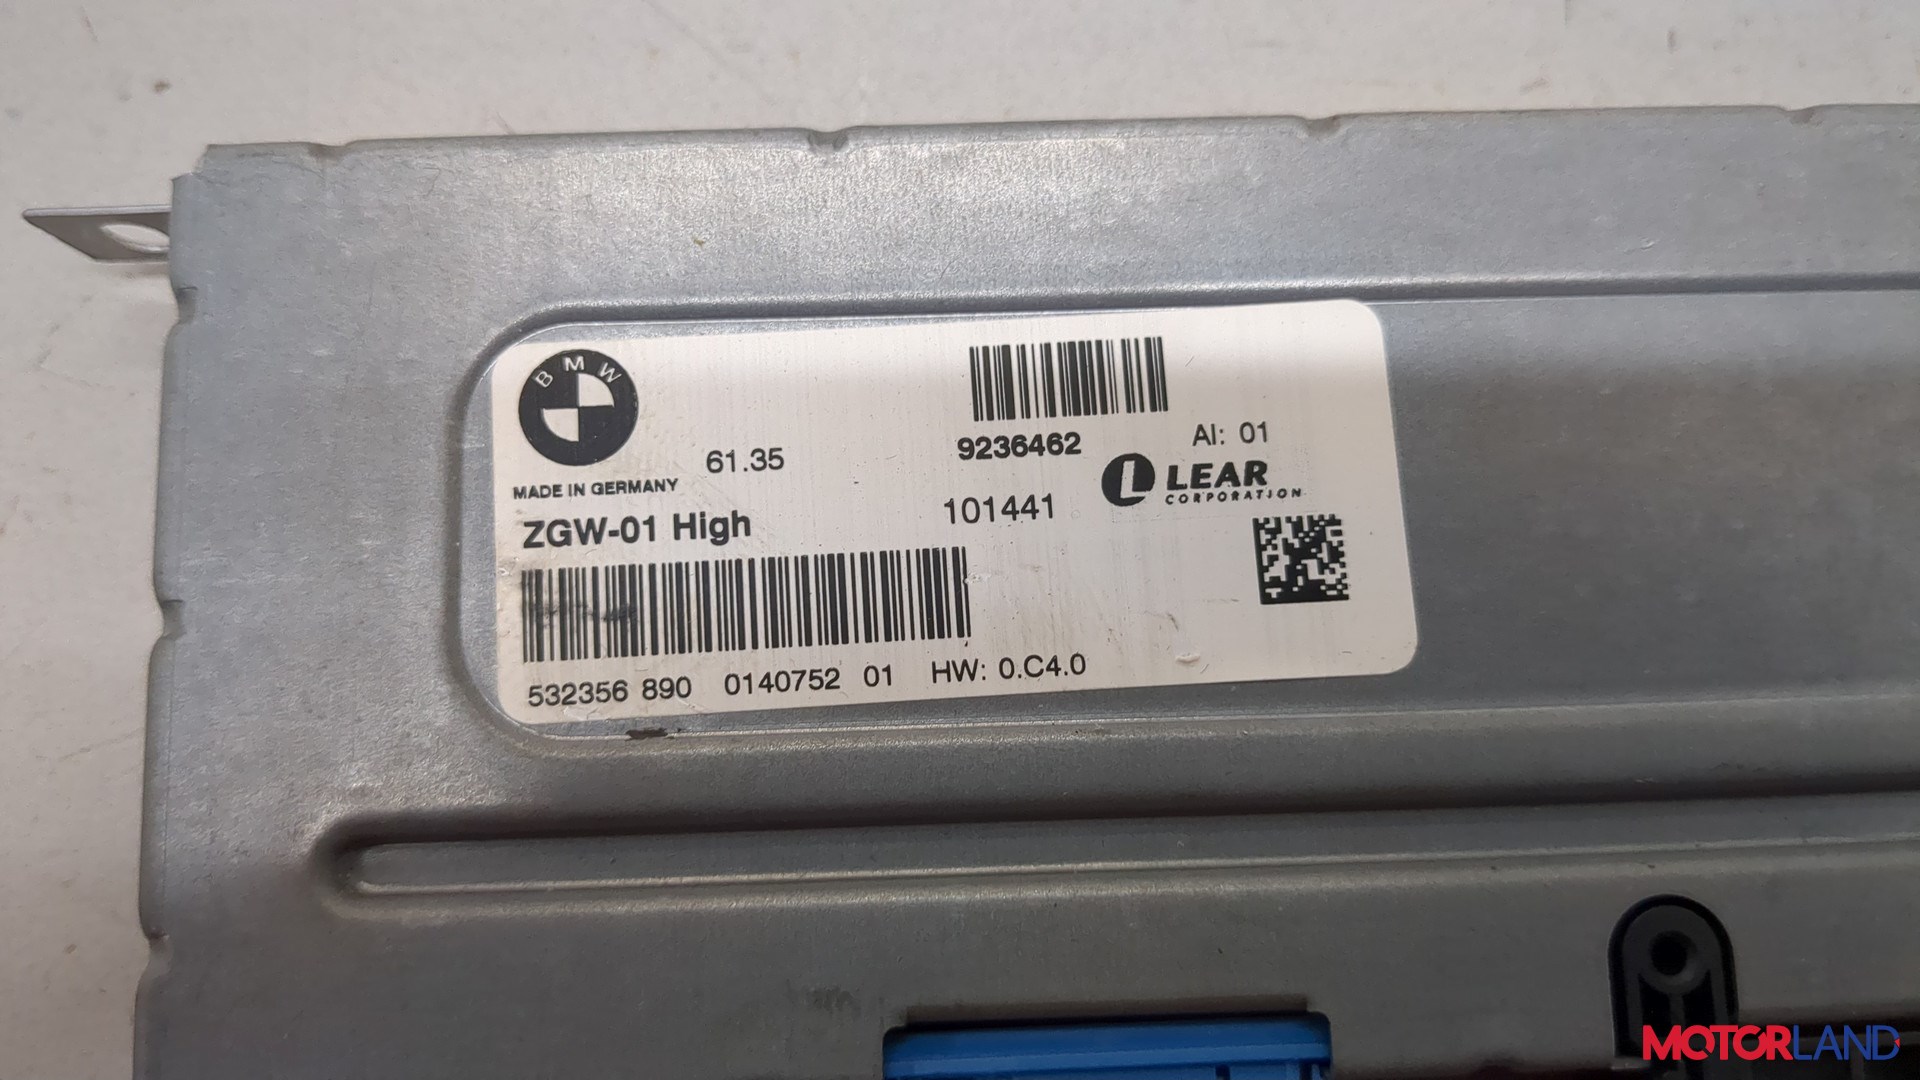 BMW
61.35
9236462
AI: 01
MADE IN GERMANY
LEAR
CORPORATION
ZGW-01 High
101441
532356 890 0140752 01 HW: 0.C4.0
MOTORLAND